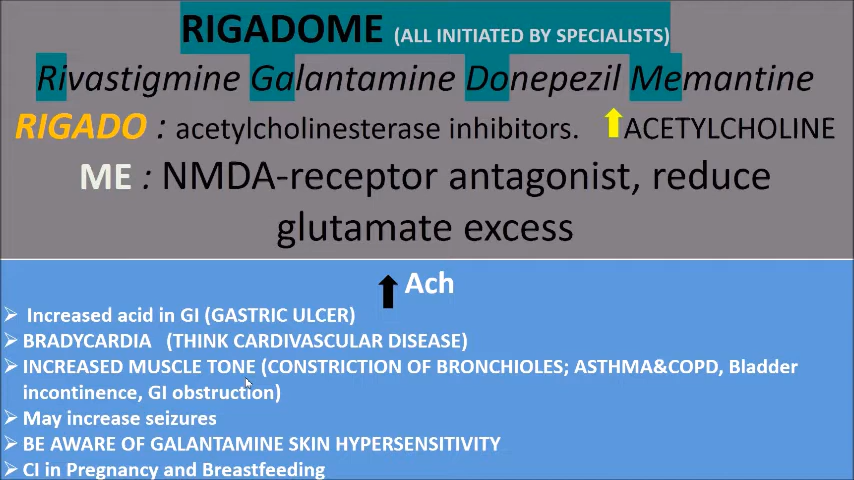 RIGADOME (ALL INITIATED BY SPECIALISTS)
Rivastigmine Galantamine Donepezil Memantine
RIGADO : acetylcholinesterase inhibitors. ⬆ACETYLCHOLINE
ME : NMDA-receptor antagonist, reduce
glutamate excess
⬆ Ach
➢ Increased acid in GI (GASTRIC ULCER)
➢ BRADYCARDIA (THINK CARDIVASCULAR DISEASE)
➢ INCREASED MUSCLE TONE (CONSTRICTION OF BRONCHIOLES; ASTHMA&COPD, Bladder
incontinence, GI obstruction)
➢ May increase seizures
➢ BE AWARE OF GALANTAMINE SKIN HYPERSENSITIVITY
➢ CI in Pregnancy and Breastfeeding